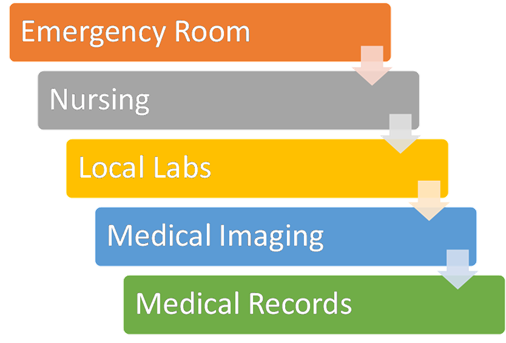 Emergency Room
Nursing
Local Labs
Medical Imaging
Medical Records